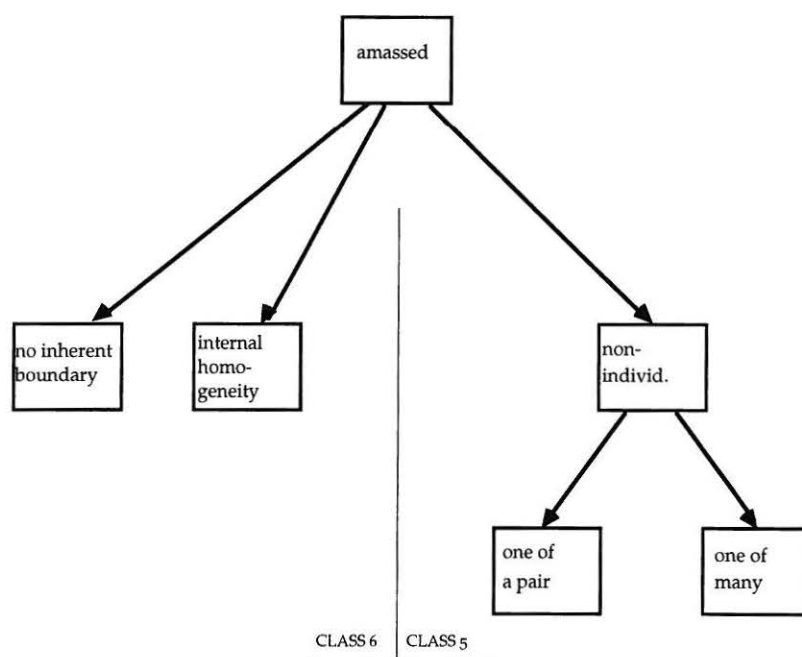 amassed
no inherent
boundary
internal
homo-
geneity
non-
individ.
one of
a pair
one of
many
CLASS 6
CLASS 5